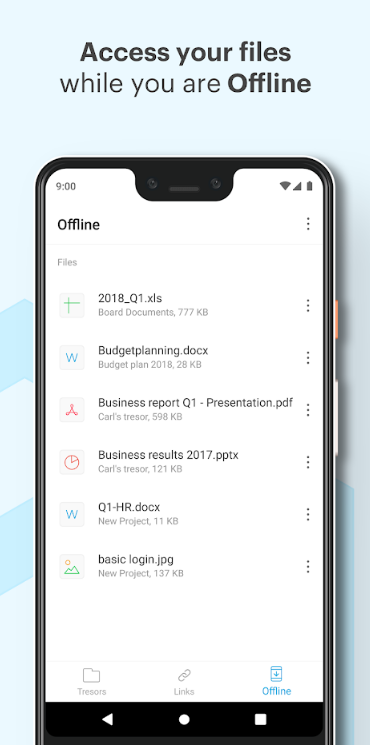 Access your files
while you are Offline
9:00
Offline
Files
2018_Q1.xls
Board Documents, 777 KB
Budgetplanning.docx
Budget plan 2018, 28 KB
W
Business report Q1 - Presentation.pdf
Carl's tresor, 598 KB
Business results 2017.pptx
Carl's tresor, 121 KB
Q1-HR.docx
New Project, 11 KB
W
basic login.jpg
New Project, 137 KB
Tresors
Links
Offline